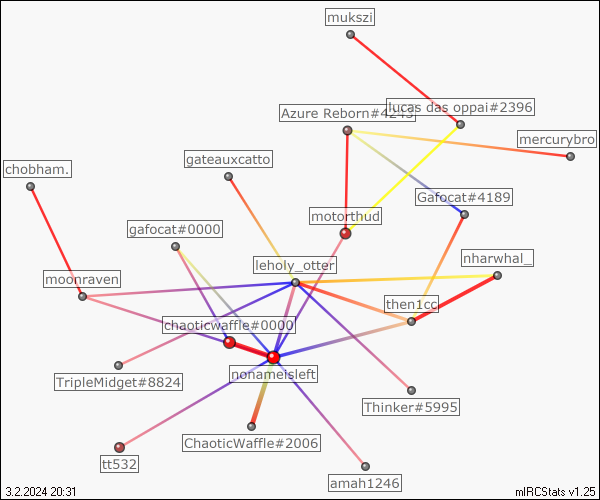 mukszi
lucas das oppai#2396
Azure Reborn#4243
mercurybro
gateauxcatto
chobham.
Gafocat#4189
motorthud
gafocat#0000
nharwhal_
leholy_otter
moonraven
then1cc
chaoticwaffle#0000
nonameisleft
TripleMidget#8824
Thinker#5995
ChaoticWaffle#2006
tt532
amah1246
3.2.2024 20:31
mIRCStats v1.25